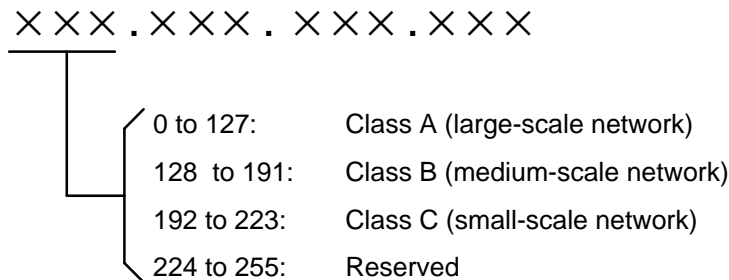 ×××.×××. ×××.×××
0 to 127: Class A (large-scale network)
128 to 191: Class B (medium-scale network)
192 to 223: Class C (small-scale network)
224 to 255: Reserved